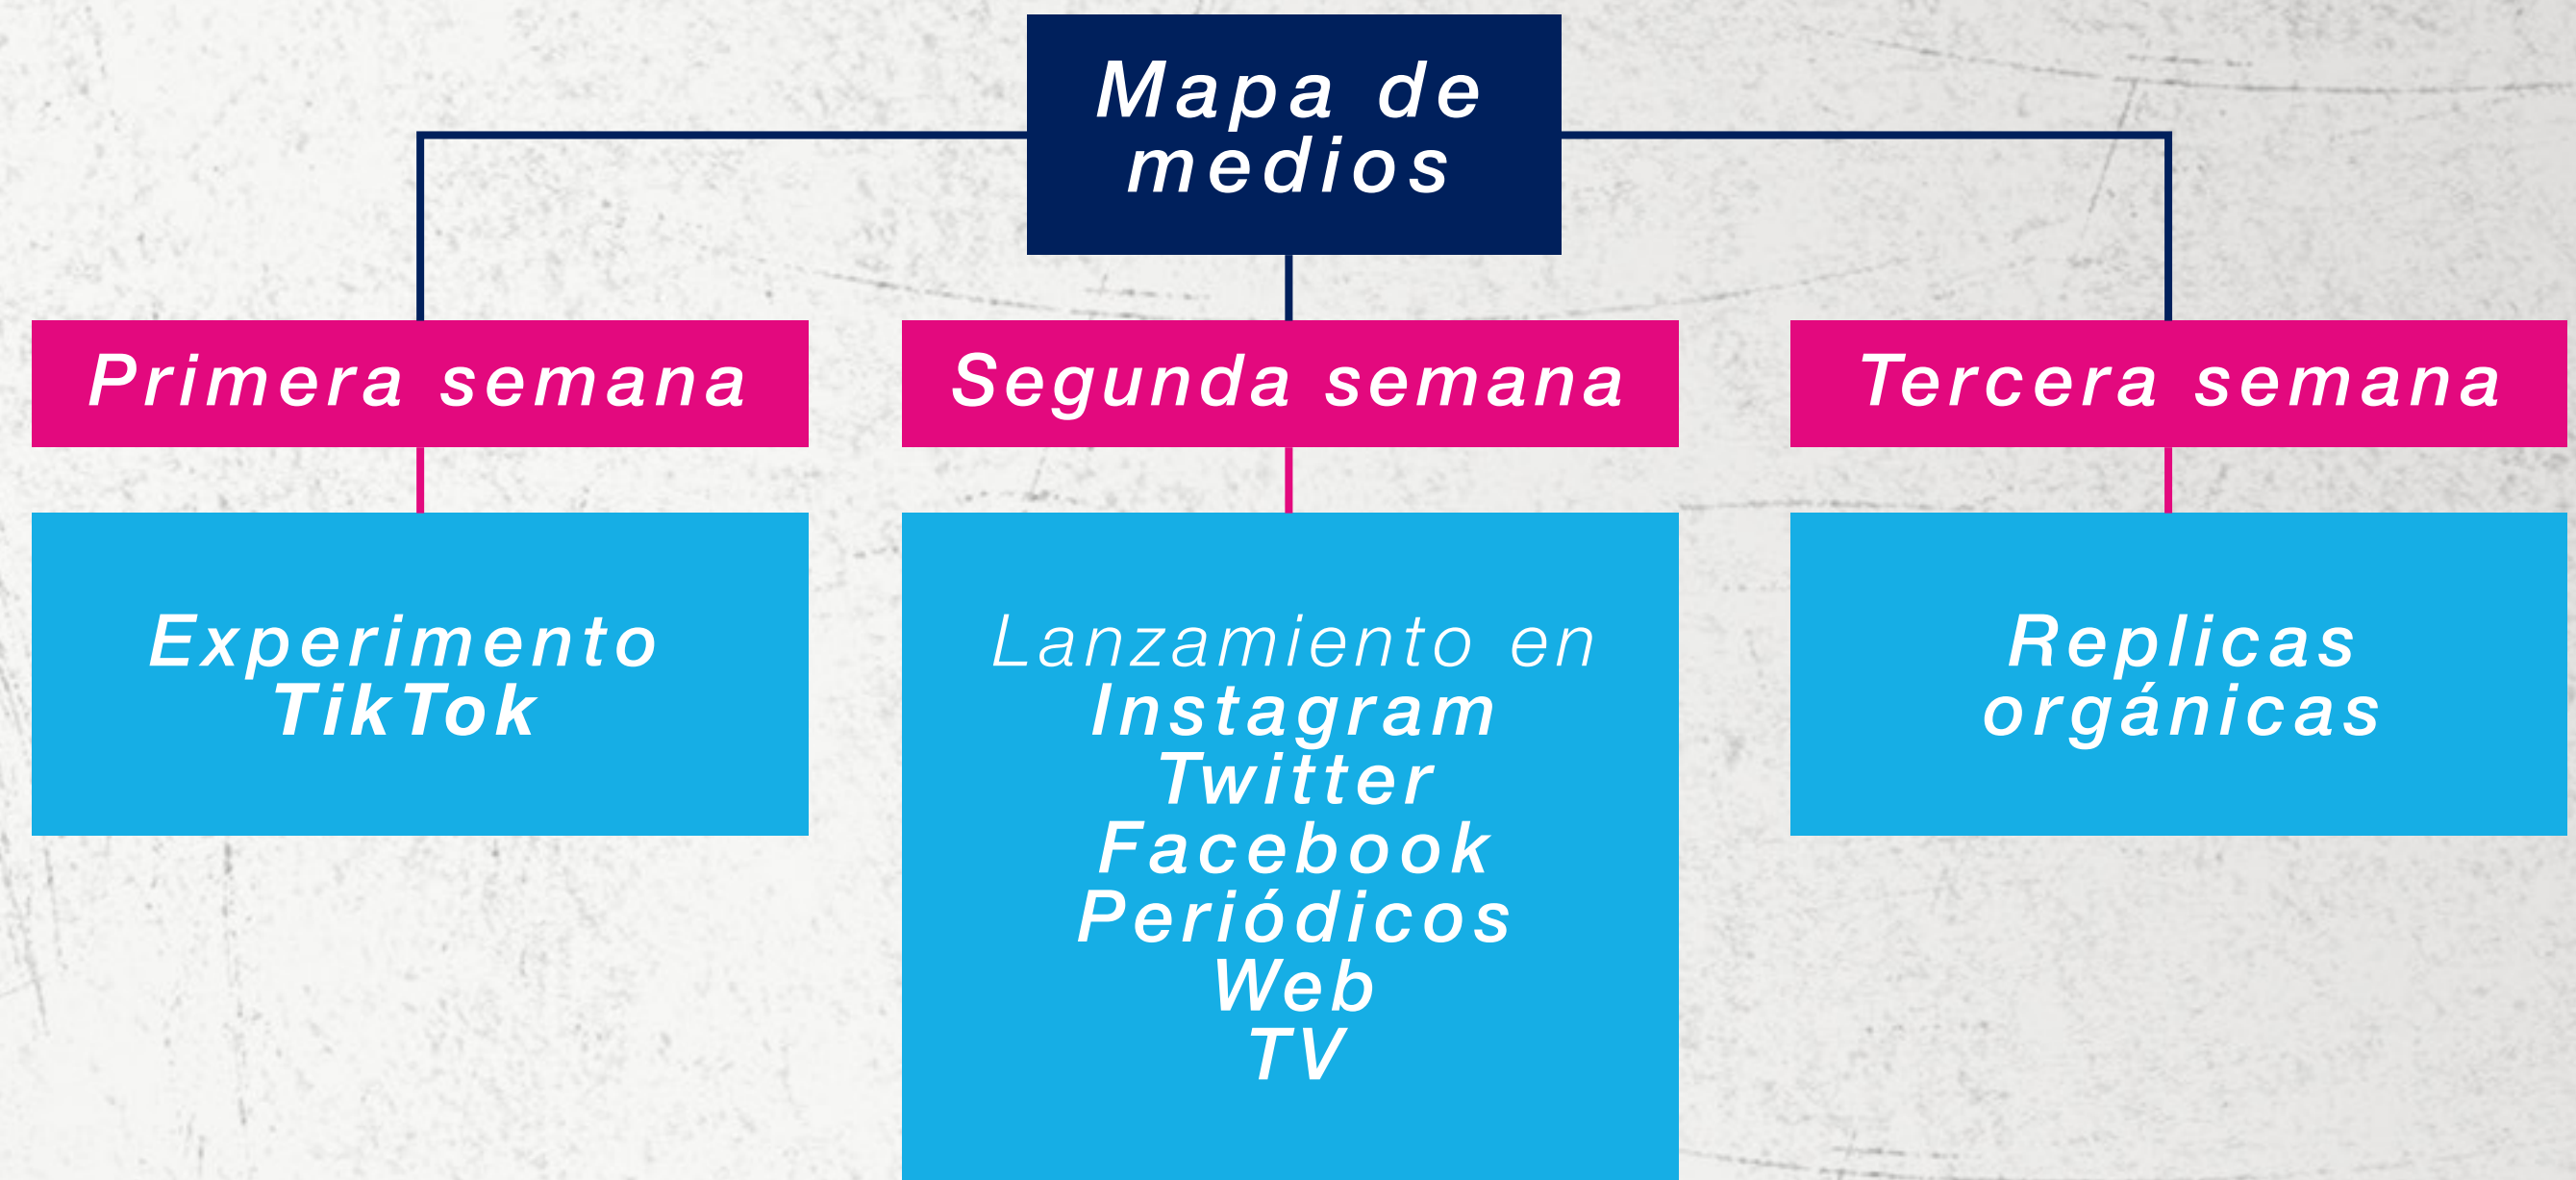 Mapa de
medios
Primera semana
Segunda semana
Tercera semana
Experimento
TikTok
Lanzamiento en
Instagram
Twitter
Facebook
Periódicos
Web
TV
Replicas
orgánicas